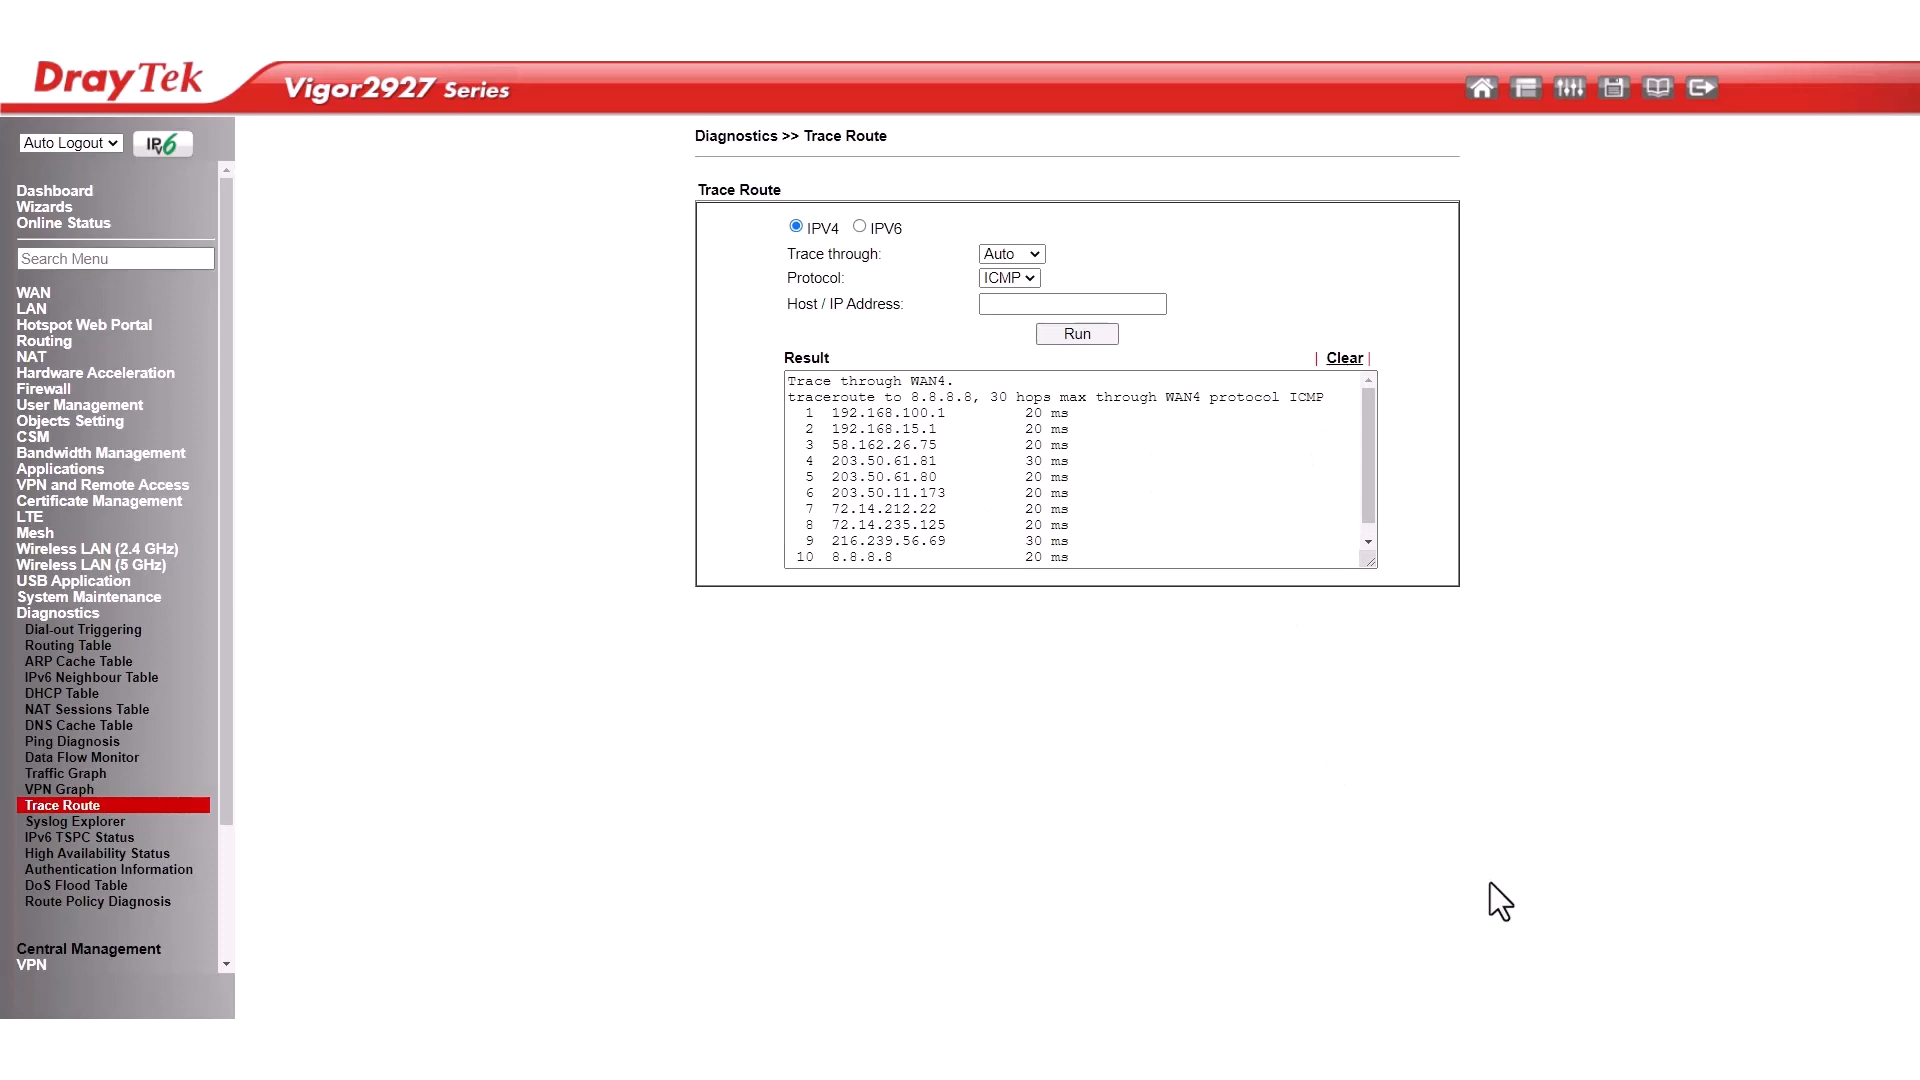 DrayTek
Vigor2927 Series
Auto Logout
IPv6
Dashboard
Wizards
Online Status
Search Menu
WAN
LAN
Hotspot Web Portal
Routing
NAT
Hardware Acceleration
Firewall
User Management
Objects Setting
CSM
Bandwidth Management
Applications
VPN and Remote Access
Certificate Management
LTE
Mesh
Wireless LAN (2.4 GHz)
Wireless LAN (5 GHz)
USB Application
System Maintenance
Diagnostics
Dial-out Triggering
Routing Table
ARP Cache Table
IPv6 Neighbour Table
DHCP Table
NAT Sessions Table
DNS Cache Table
Ping Diagnosis
Data Flow Monitor
Traffic Graph
VPN Graph
Trace Route
Syslog Explorer
IPv6 TSPC Status
High Availability Status
Authentication Information
DoS Flood Table
Route Policy Diagnosis
Central Management
VPN
Diagnostics >> Trace Route
Trace Route
IPV4 IPV6
Trace through: Auto
Protocol: ICMP
Host / IP Address:
Run
Result | Clear |
Trace through WAN4.
traceroute to 8.8.8.8, 30 hops max through WAN4 protocol ICMP
1 192.168.100.1 20 ms
2 192.168.15.1 20 ms
3 58.162.26.75 20 ms
4 203.50.61.81 30 ms
5 203.50.61.80 20 ms
6 203.50.11.173 20 ms
7 72.14.212.22 20 ms
8 72.14.235.125 20 ms
9 216.239.56.69 30 ms
10 8.8.8.8 20 ms